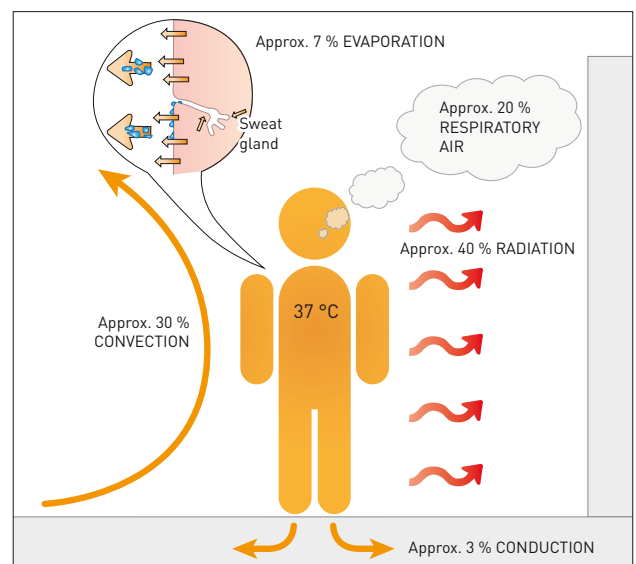 Approx. 7 % EVAPORATION
Sweat
gland
Approx. 20 %
RESPIRATORY
AIR
Approx. 40 % RADIATION
37 °C
Approx. 30 %
CONVECTION
Approx. 3 % CONDUCTION